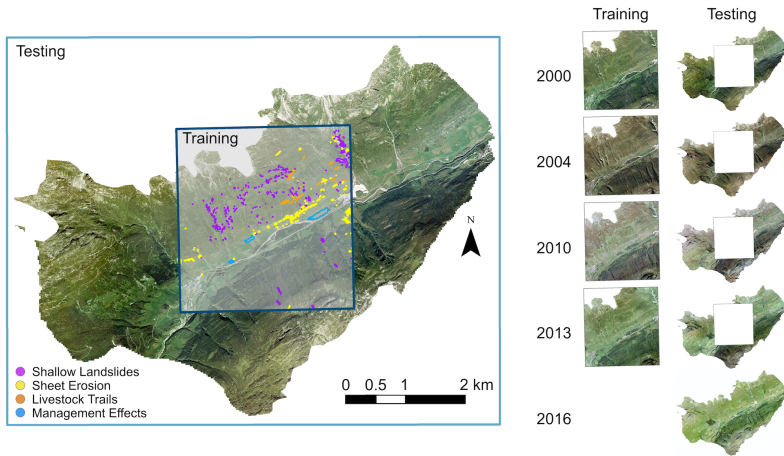 Testing
Training
N
Shallow Landslides
Sheet Erosion
Livestock Trails
Management Effects
0 0.5 1 2 km
Training Testing
2000
2004
2010
2013
2016